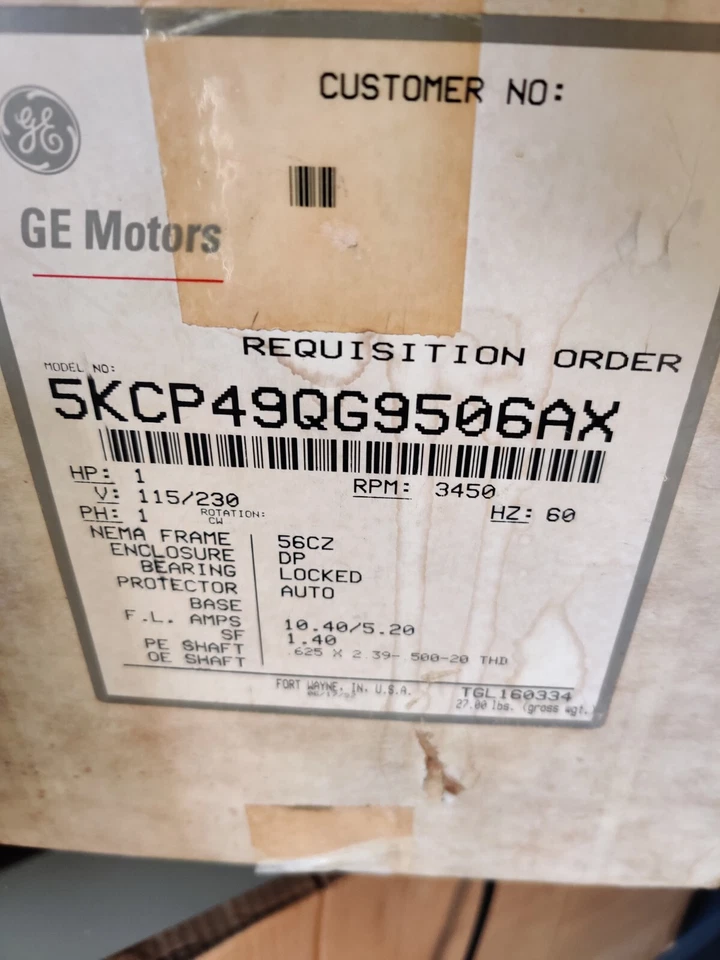 CUSTOMER NO:
GE
GE Motors
REQUISITION ORDER
MODEL NO:
5KCP49QG9506AX
HP: 1
RPM: 3450
V: 115/230
PH: 1 ROTATION: CW
HZ: 60
NEMA FRAME 56CZ
ENCLOSURE DP
BEARING LOCKED
PROTECTOR AUTO
BASE
F.L. AMPS 10.40/5.20
SF 1.40
PE SHAFT .625 X 2.39- 500-20 THD
OE SHAFT
FORT WAYNE, IN. U.S.A.
TGL160334
27.00 lbs. (gross wgt.)